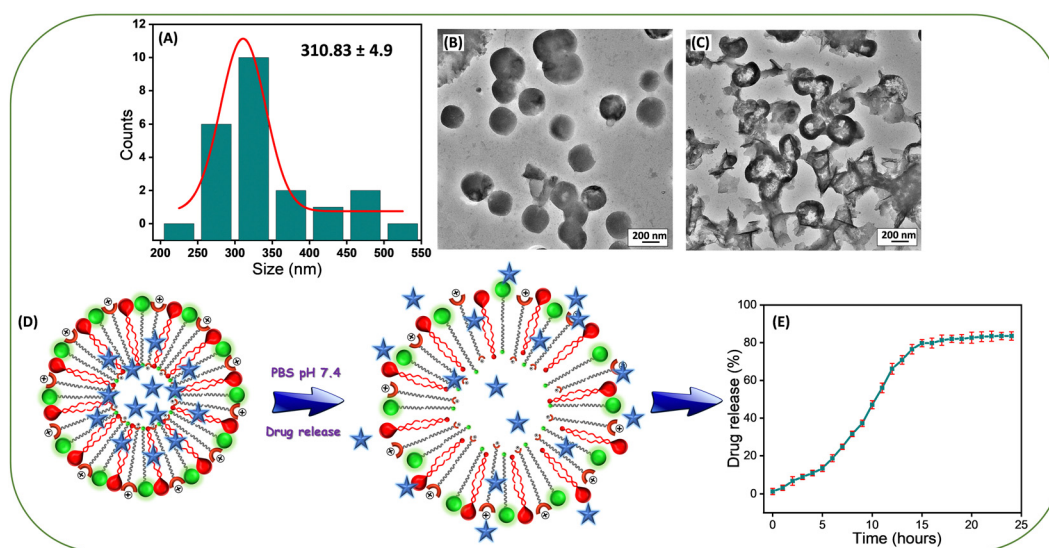 (A)
310.83 ± 4.9
Counts
12
10
8
6
4
2
0
200 250 300 350 400 450 500 550
Size (nm)
(B)
200 nm
(C)
200 nm
(D)
PBS pH 7.4
Drug release
(E)
Drug release (%)
100
80
60
40
20
0
0 5 10 15 20 25
Time (hours)